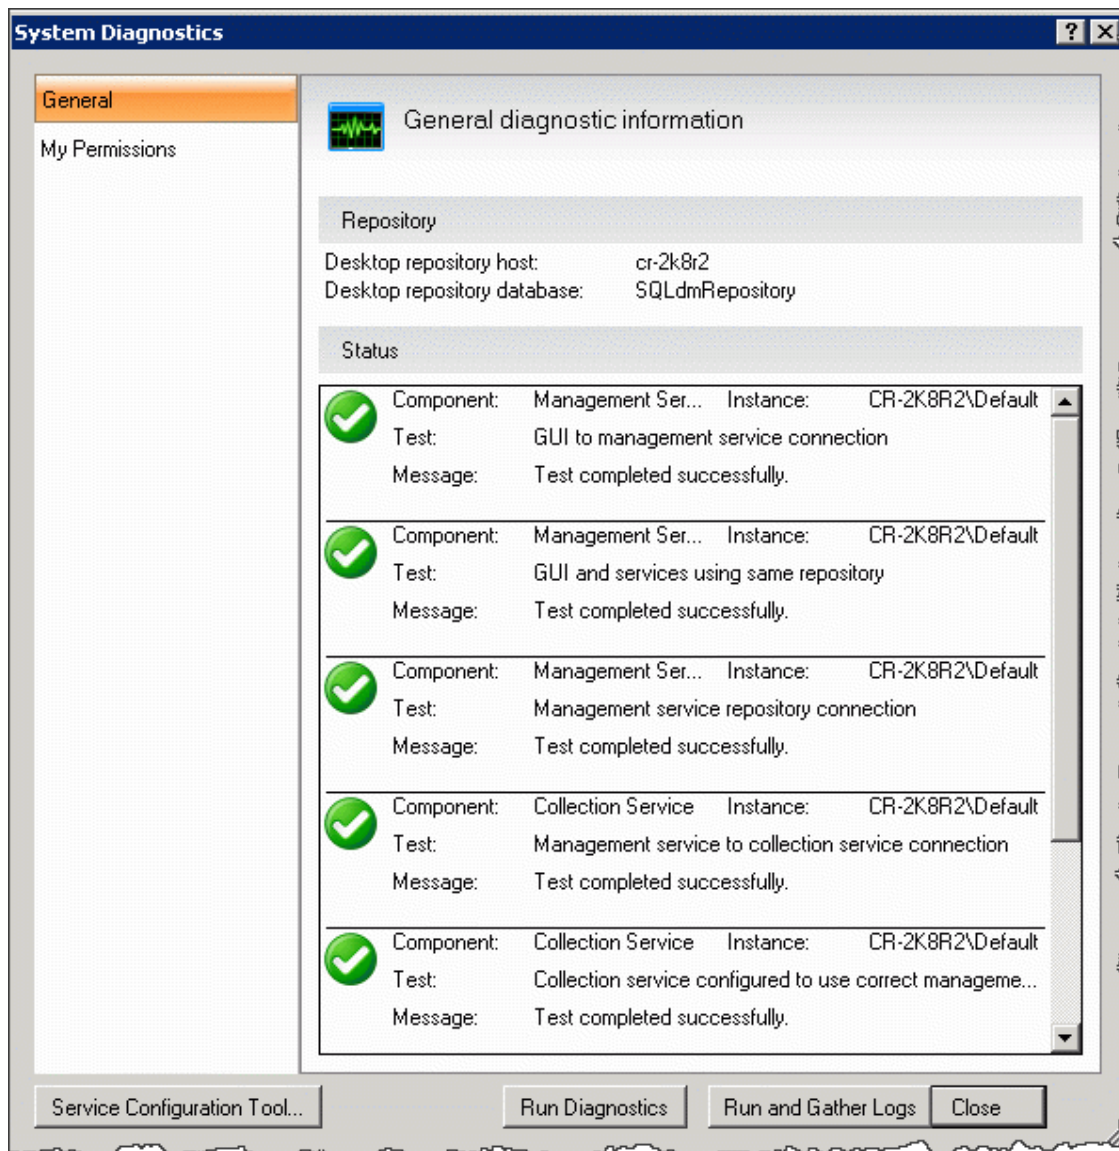 System Diagnostics
General
My Permissions
General diagnostic information
Repository
Desktop repository host: cr-2k8r2
Desktop repository database: SQLdmRepository
Status
Component: Management Ser... Instance: CR-2K8R2\Default
Test: GUI to management service connection
Message: Test completed successfully.
Component: Management Ser... Instance: CR-2K8R2\Default
Test: GUI and services using same repository
Message: Test completed successfully.
Component: Management Ser... Instance: CR-2K8R2\Default
Test: Management service repository connection
Message: Test completed successfully.
Component: Collection Service Instance: CR-2K8R2\Default
Test: Management service to collection service connection
Message: Test completed successfully.
Component: Collection Service Instance: CR-2K8R2\Default
Test: Collection service configured to use correct manageme...
Message: Test completed successfully.
Service Configuration Tool... Run Diagnostics Run and Gather Logs Close